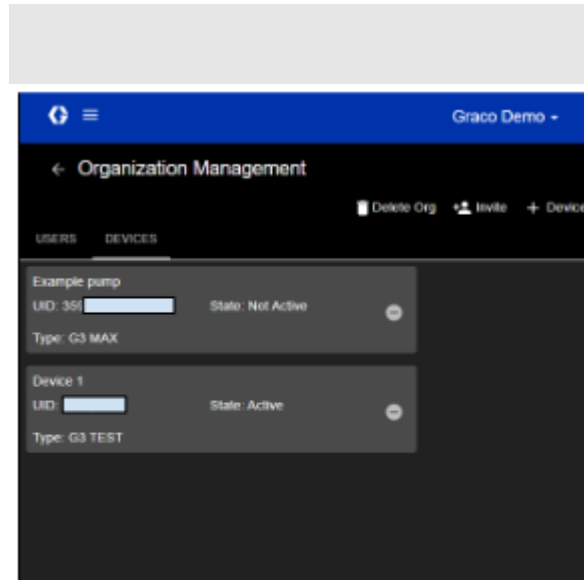 Graco Demo
Organization Management
Delete Org Invite + Device
USERS DEVICES
Example pump
UID: 359 State: Not Active
Type: G3 MAX
Device 1
UID: State: Active
Type: G3 TEST